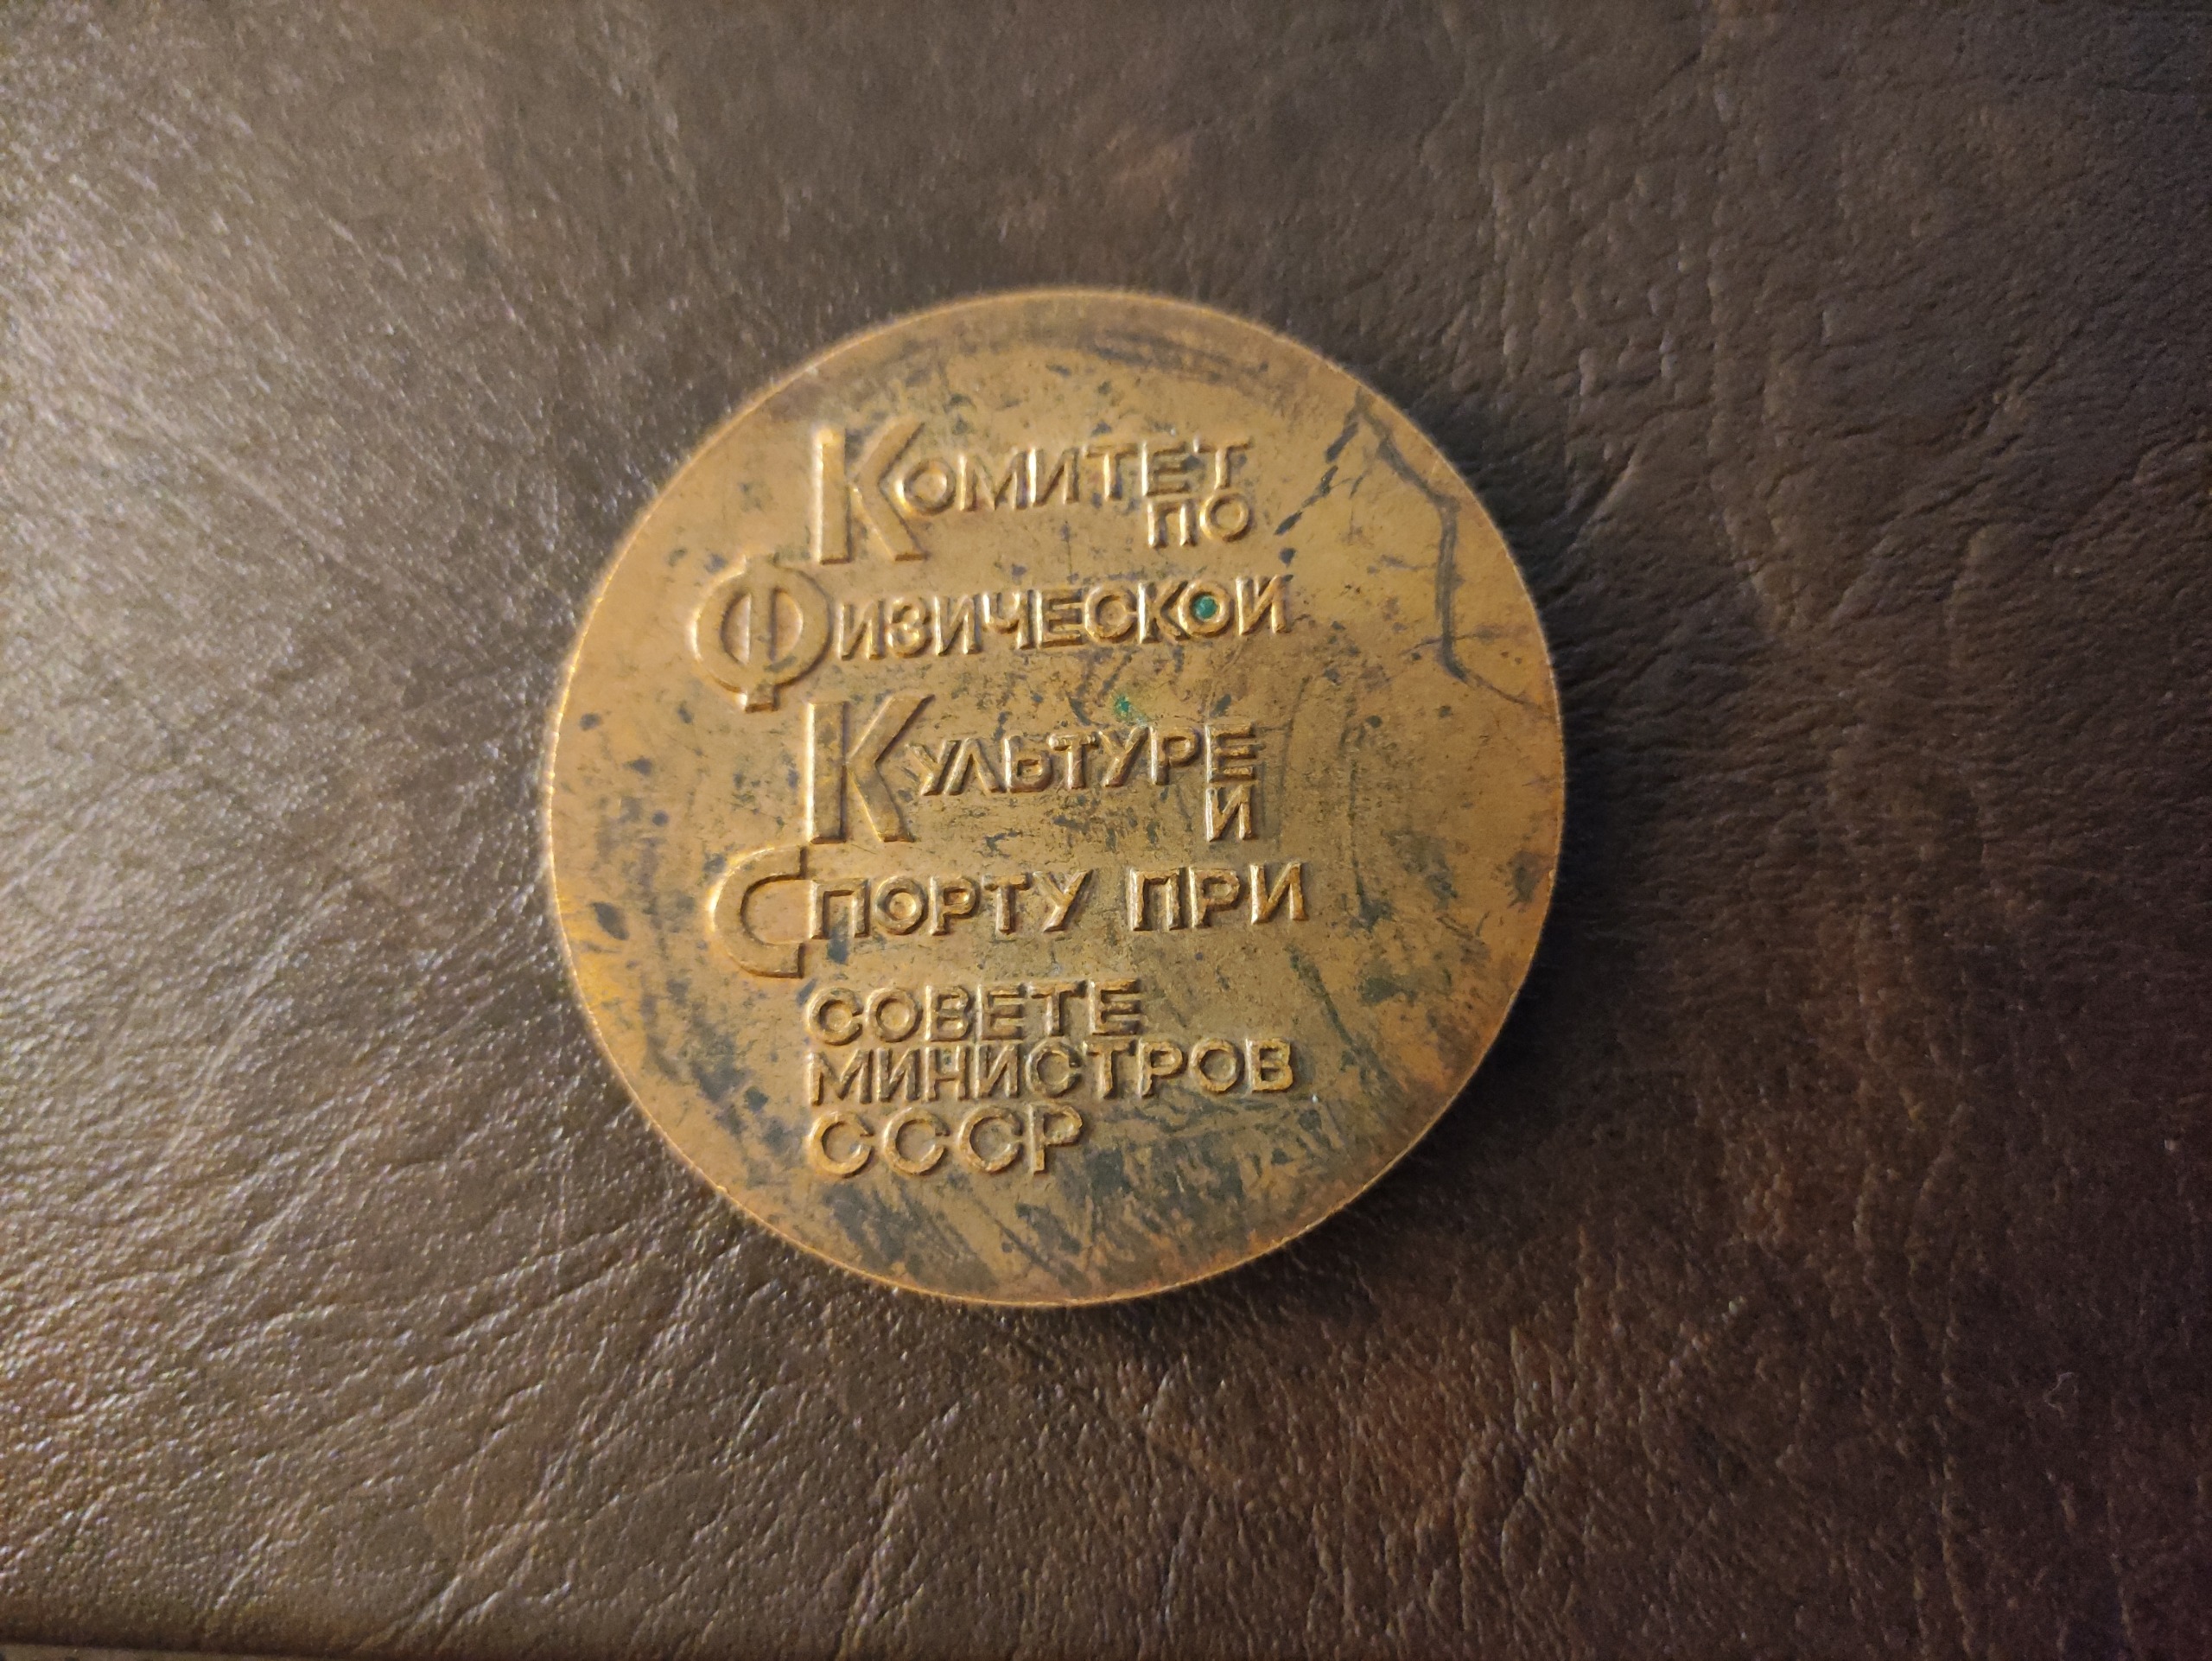 Комитет
по
Физической
Культуре
и
Спорту при
совете
министров
СССР